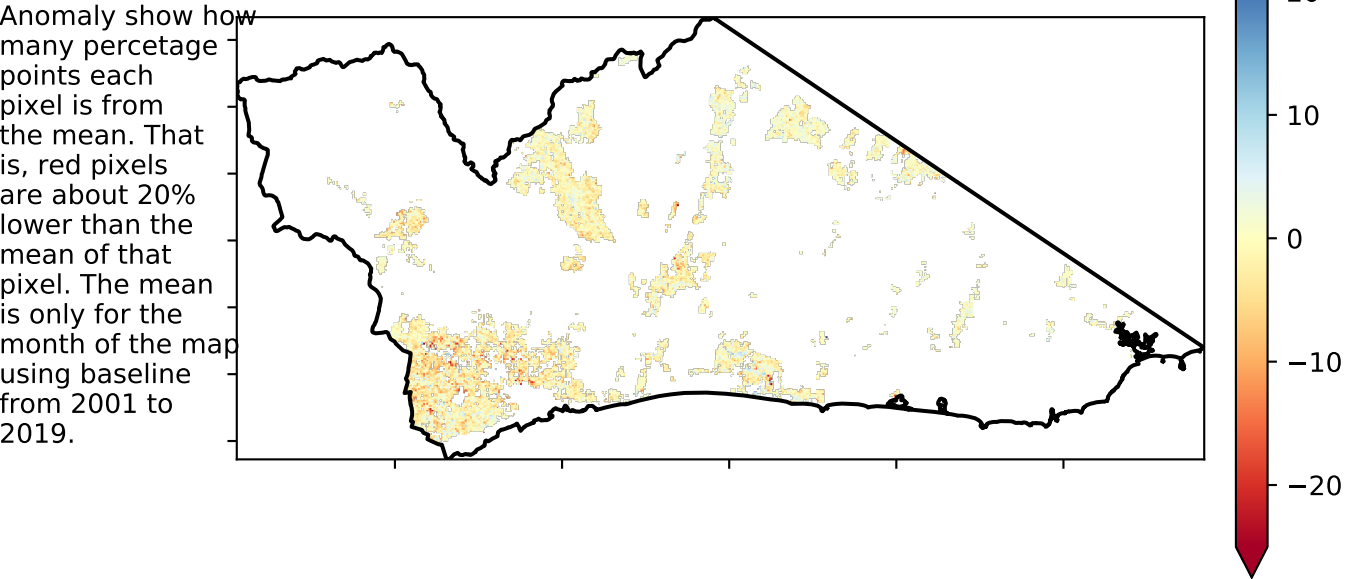 Anomaly show how
many percetage
points each
pixel is from
the mean. That
is, red pixels
are about 20%
lower than the
mean of that
pixel. The mean
is only for the
month of the map
using baseline
from 2001 to
2019.
10
0
−10
−20